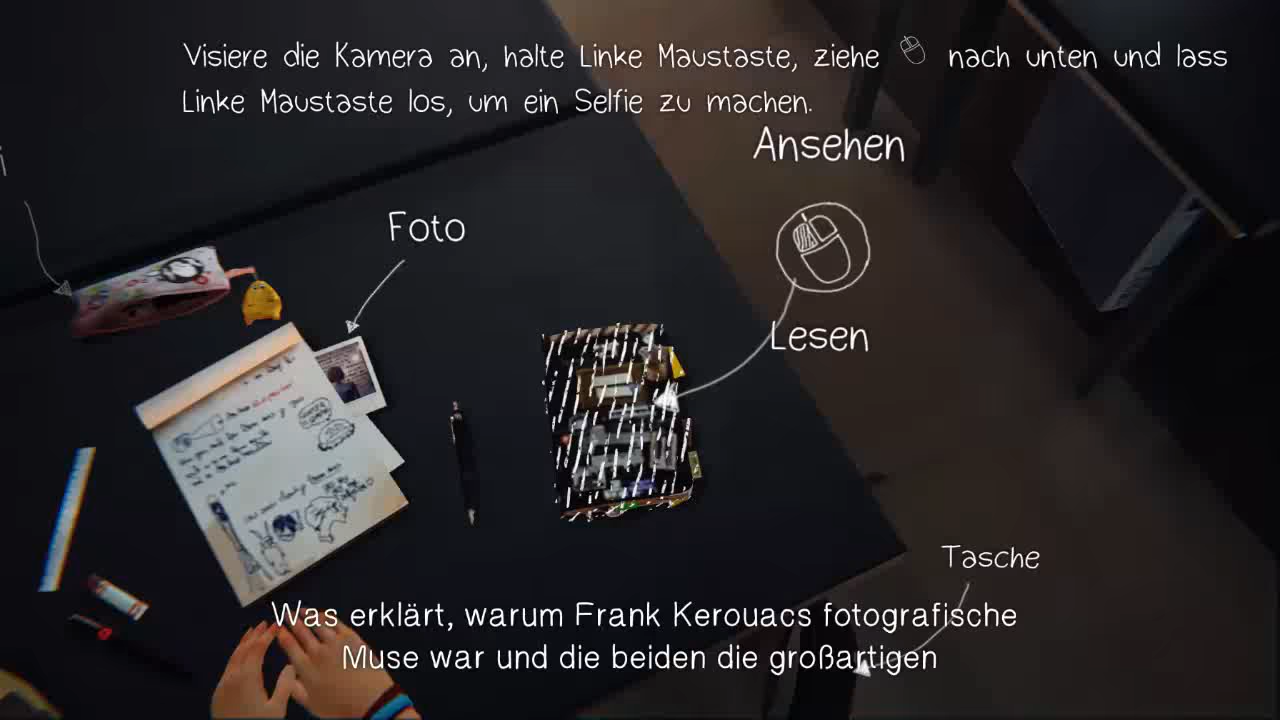 Visiere die Kamera an, halte Linke Maustaste, ziehe nach unten und lass
Linke Maustaste los, um ein Selfie zu machen.
Ansehen
i
Foto
Lesen
Tasche
Was erklärt, warum Frank Kerouacs fotografische
Muse war und die beiden die großartigen